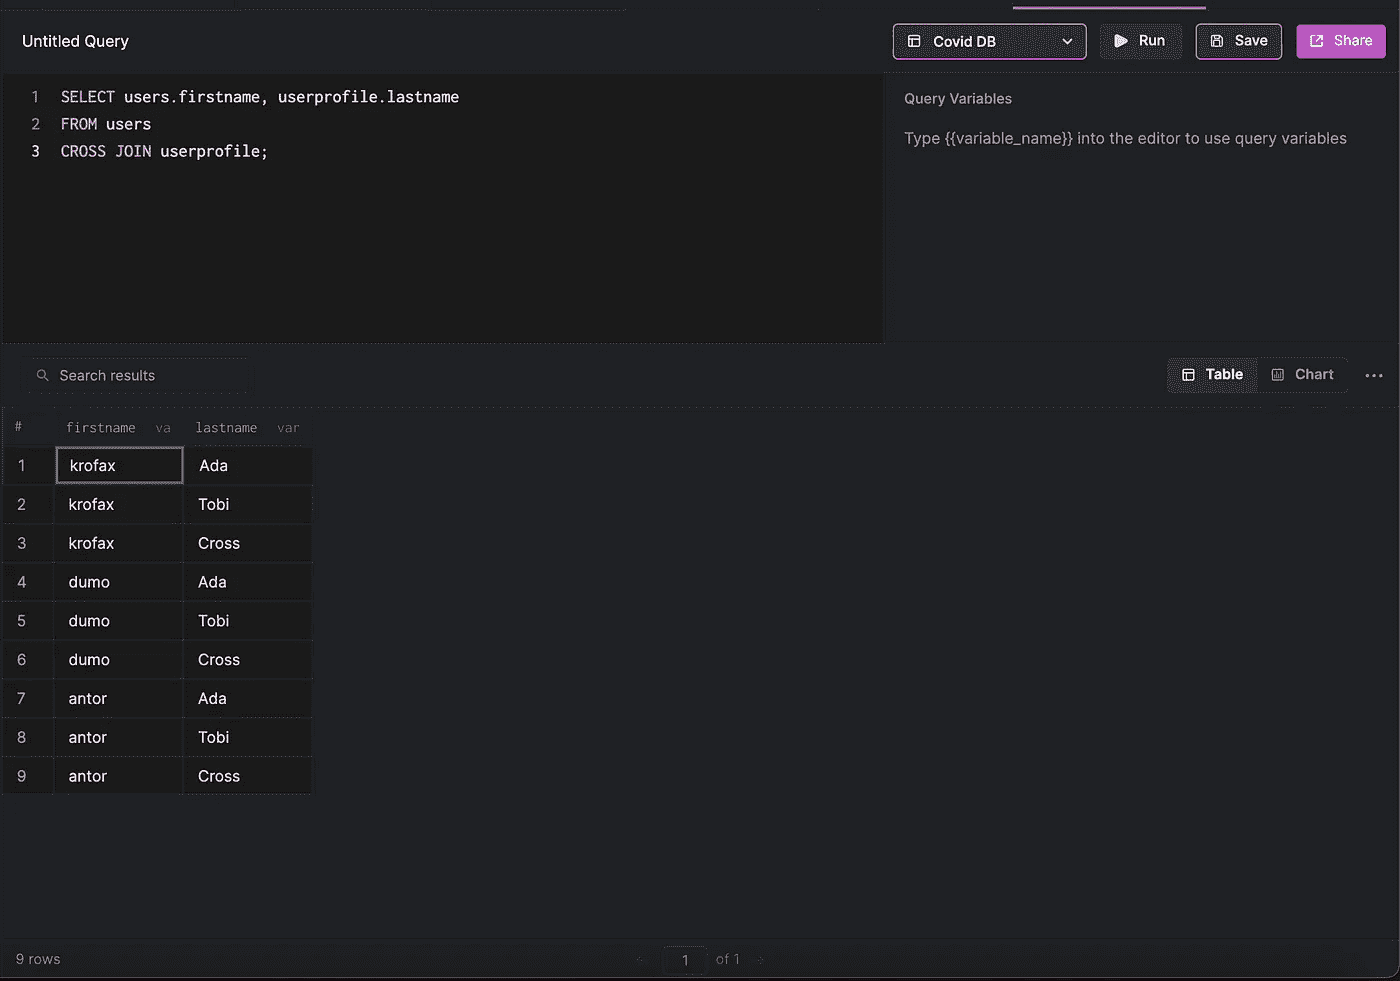 Untitled Query
Covid DB
Run
Save
Share
1 SELECT users.firstname, userprofile.lastname
2 FROM users
3 CROSS JOIN userprofile;
Query Variables
Type {{variable_name}} into the editor to use query variables
Search results
Table
Chart
# firstname va lastname var
1 krofax Ada
2 krofax Tobi
3 krofax Cross
4 dumo Ada
5 dumo Tobi
6 dumo Cross
7 antor Ada
8 antor Tobi
9 antor Cross
9 rows
1 of 1